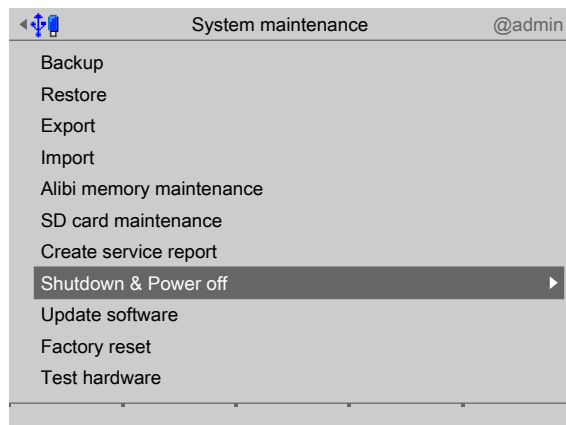 System maintenance @admin
Backup
Restore
Export
Import
Alibi memory maintenance
SD card maintenance
Create service report
Shutdown & Power off
Update software
Factory reset
Test hardware